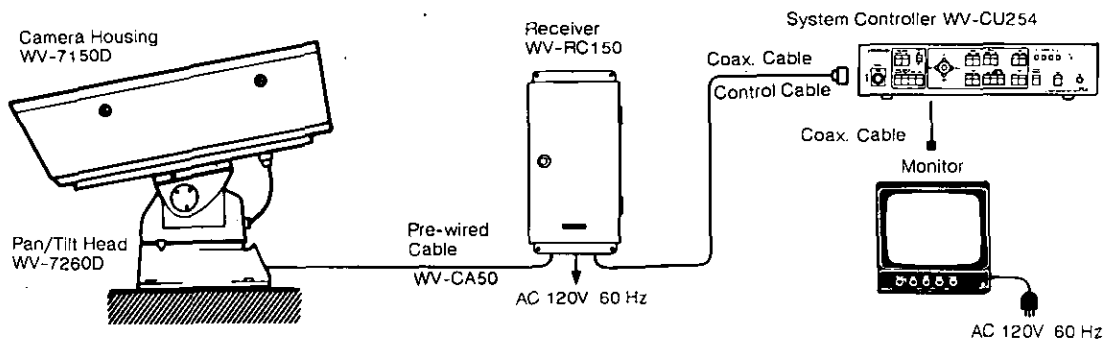 Camera Housing
WV-7150D
Receiver
WV-RC150
System Controller WV-CU254
Coax. Cable
Control Cable
Coax. Cable
Monitor
Pan/Tilt Head
WV-7260D
Pre-wired
Cable
WV-CA50
AC 120V 60 Hz
AC 120V 60 Hz